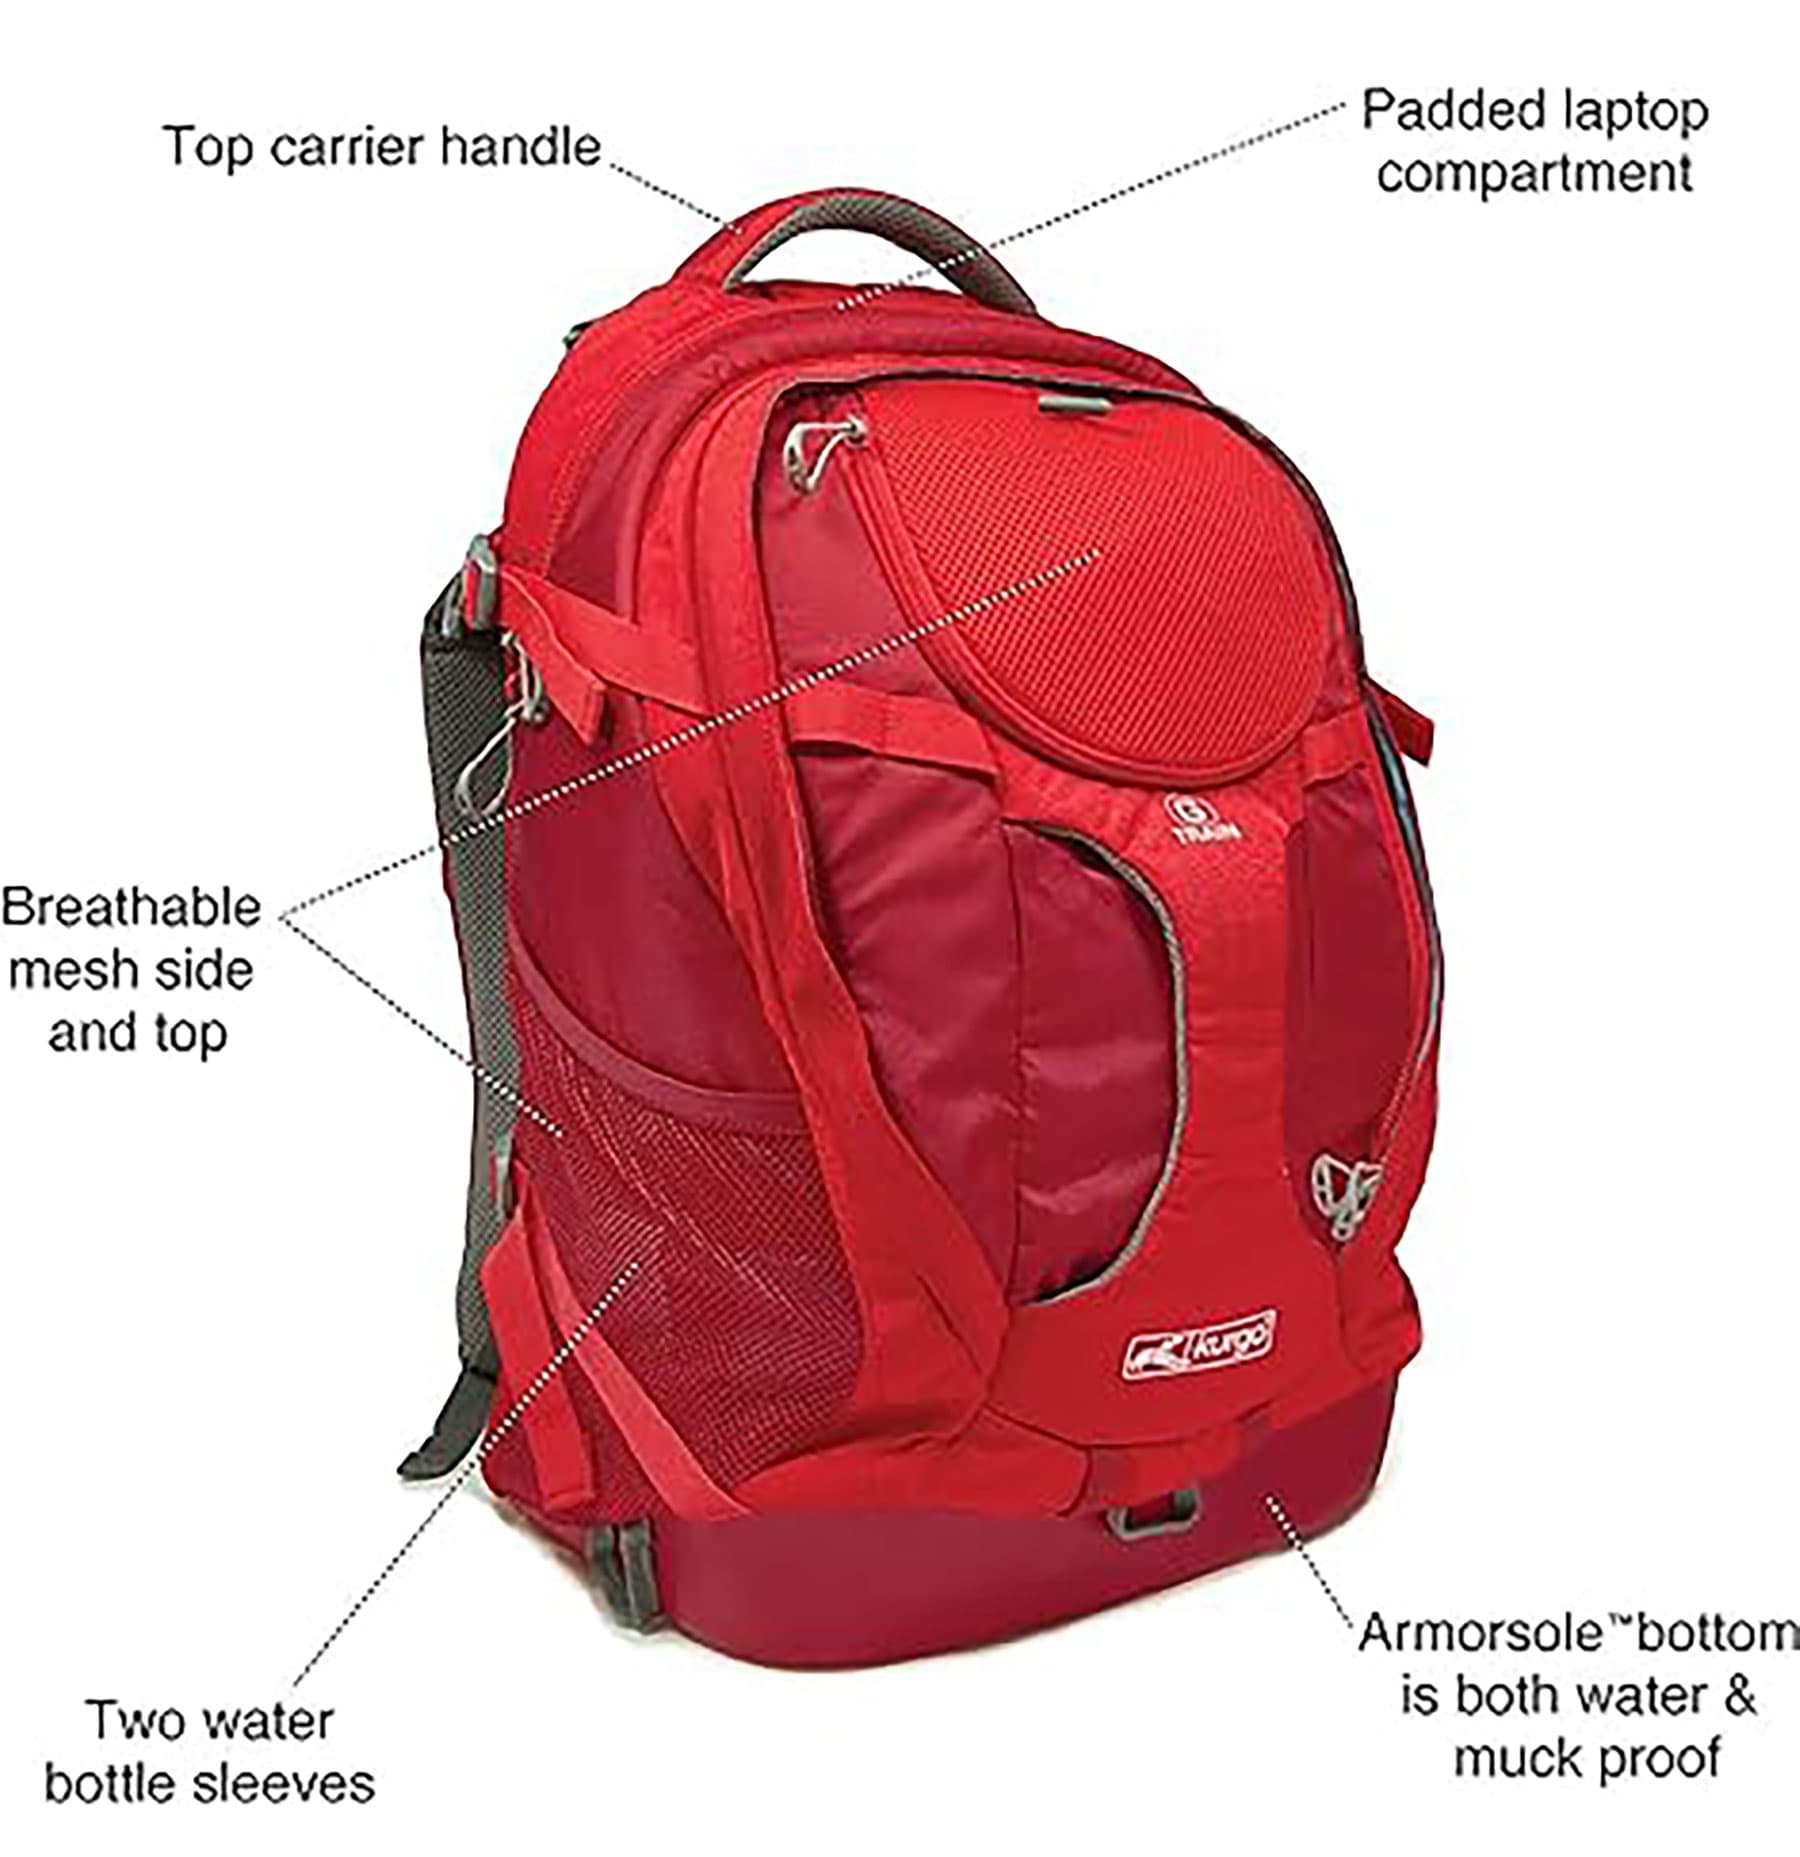 Top carrier handle
Padded laptop
compartment
G
TRAIN
Breathable
mesh side
and top
kurgo
Two water
bottle sleeves
Armorsole™bottom
is both water &
muck proof